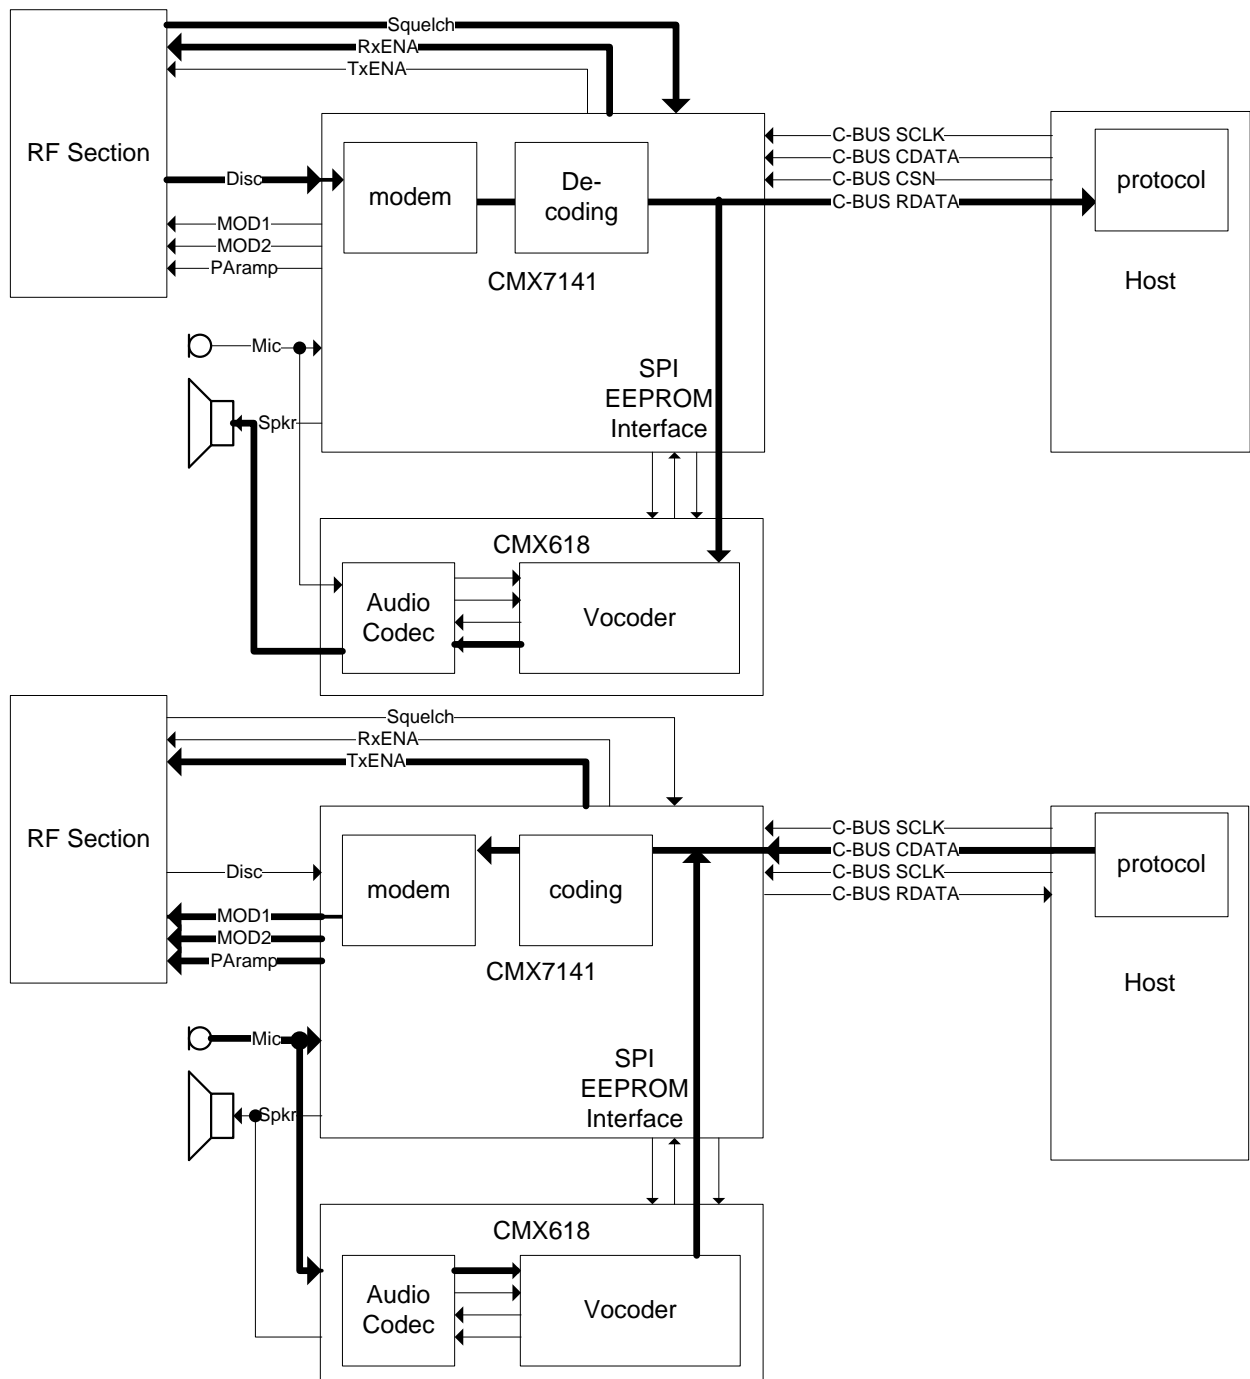 Squelch
RxENA
TxENA
RF Section
Disc
MOD1
MOD2
PAramp
modem
De-
coding
CMX7141
C-BUS SCLK
C-BUS CDATA
C-BUS CSN
C-BUS RDATA
protocol
Host
Mic
Spkr
SPI
EEPROM
Interface
CMX618
Audio
Codec
Vocoder
Squelch
RxENA
TxENA
RF Section
Disc
MOD1
MOD2
PAramp
modem
coding
CMX7141
C-BUS SCLK
C-BUS CDATA
C-BUS SCLK
C-BUS RDATA
protocol
Host
Mic
Spkr
SPI
EEPROM
Interface
CMX618
Audio
Codec
Vocoder